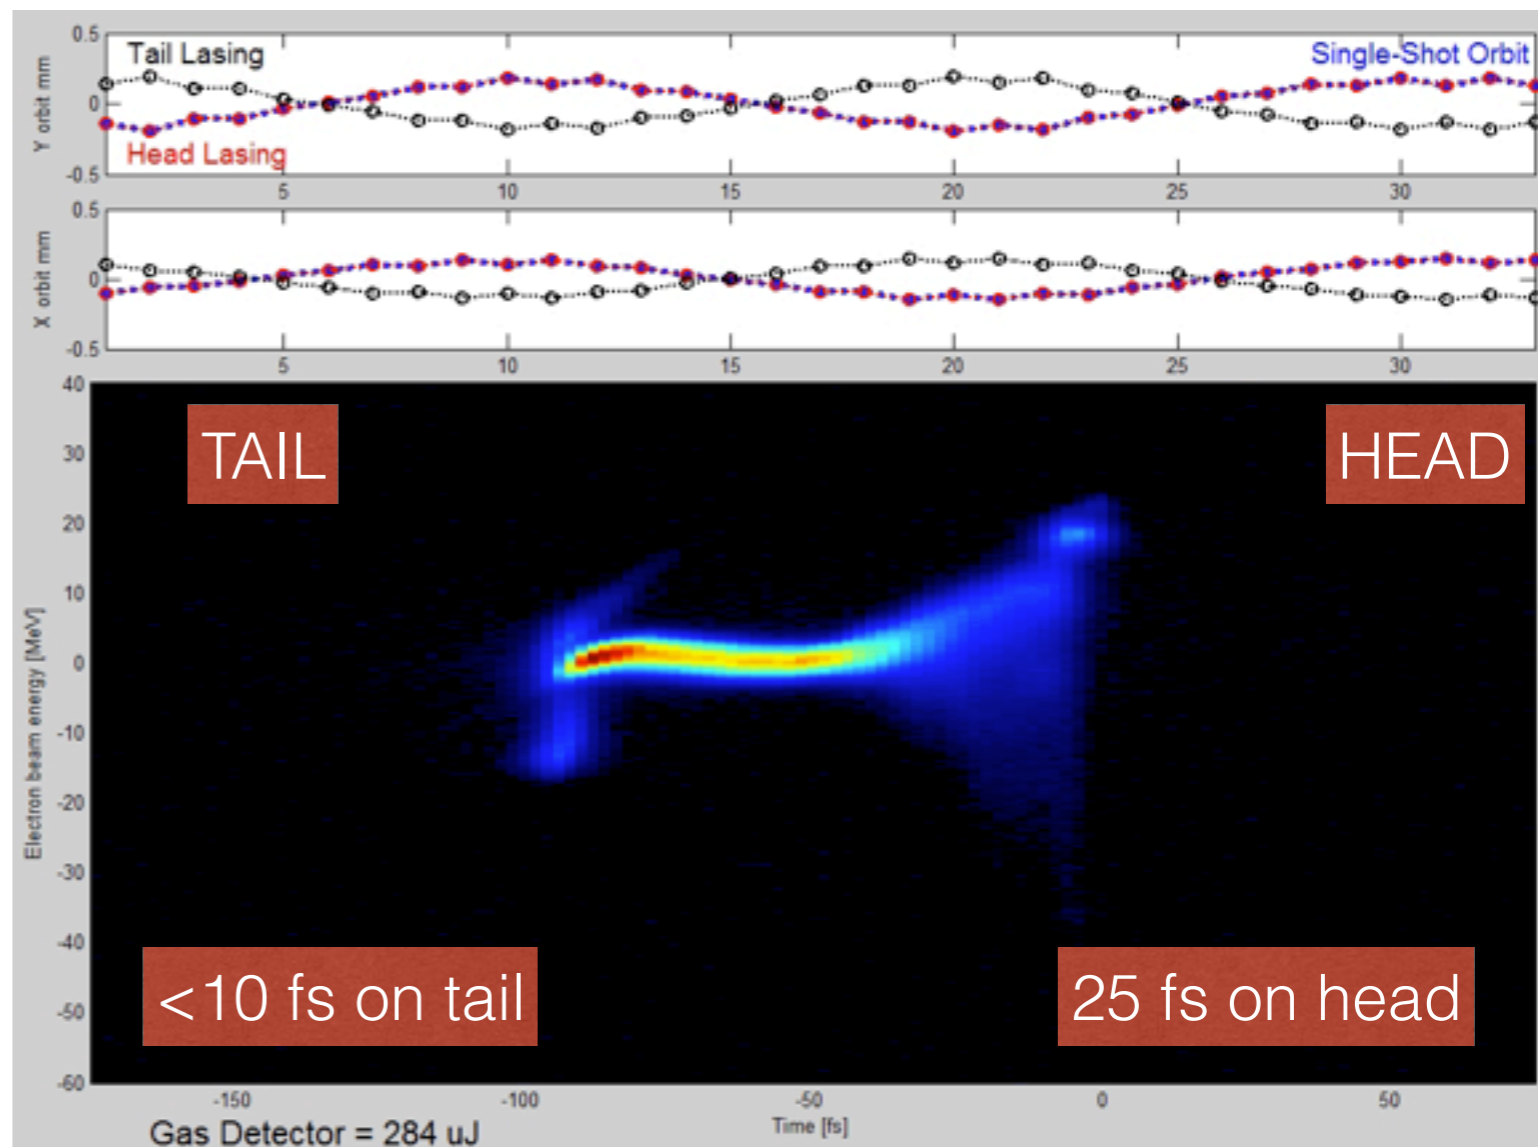 0.5
Tail Lasing
Single-Shot Orbit
Y orbit mm
0
Head Lasing
-0.5
5 10 15 20 25 30
0.5
X orbit mm
0
-0.5
5 10 15 20 25 30
40
TAIL
HEAD
30
20
10
Electron beam energy [MeV]
0
-10
-20
-30
-40
<10 fs on tail
25 fs on head
-50
-60
-150 -100 -50 0 50
Time [fs]
Gas Detector = 284 uJ